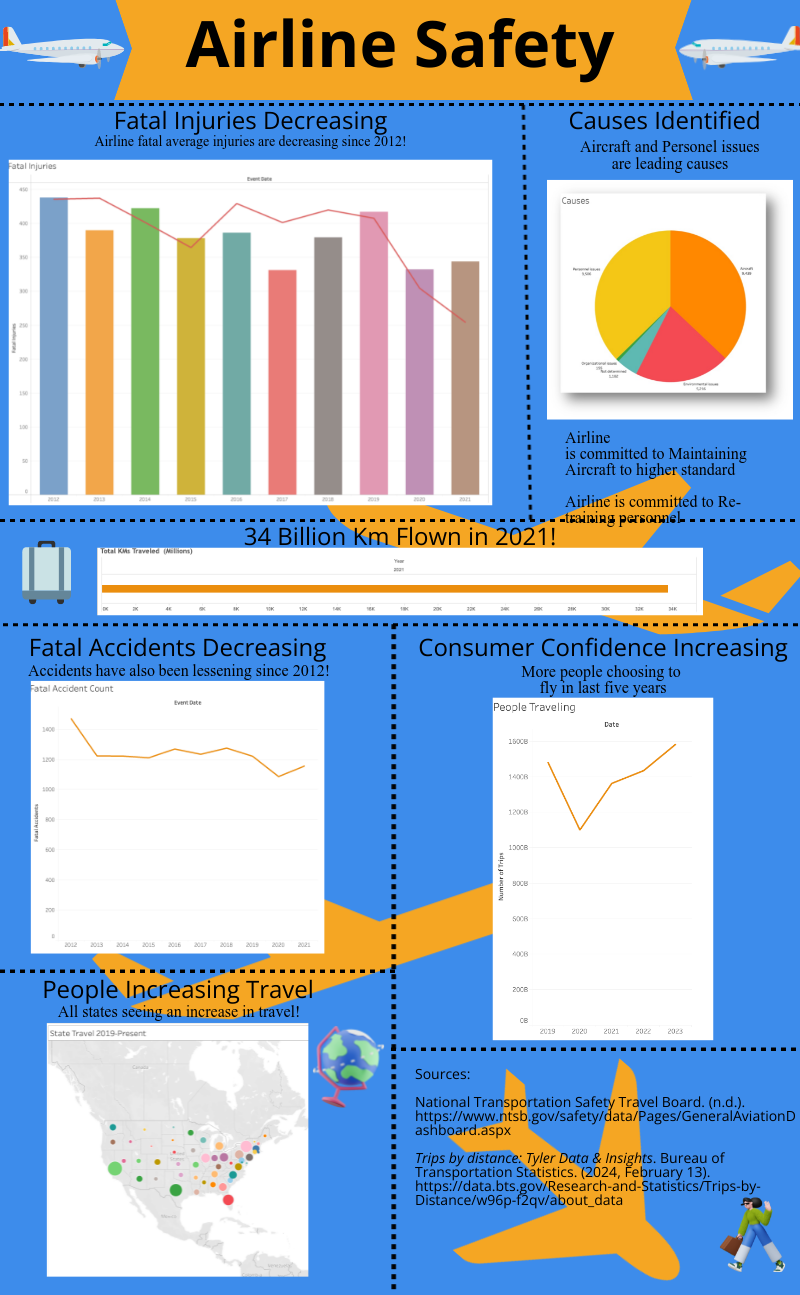 Airline Safety
Fatal Injuries Decreasing
Airline fatal average injuries are decreasing since 2012!
Fatal Injuries
Event Date
450
400
350
300
250
200
150
100
50
0
Fatal Injuries
2012 2013 2014 2015 2016 2017 2018 2019 2020 2021
Causes Identified
Aircraft and Personel issues
are leading causes
Causes
Personnel issues
Aircraft
Organizational issues
Not determined
Environmental issues
Airline
is committed to Maintaining
Aircraft to higher standard
Airline is committed to Re-
training personnel
34 Billion Km Flown in 2021!
Total KMs Traveled (Millions)
Year
2021
0K 2K 4K 6K 8K 10K 12K 14K 16K 18K 20K 22K 24K 26K 28K 30K 32K 34K
Fatal Accidents Decreasing
Accidents have also been lessening since 2012!
Fatal Accident Count
Event Date
1400
1200
1000
800
600
400
200
0
Fatal Accidents
2012 2013 2014 2015 2016 2017 2018 2019 2020 2021
Consumer Confidence Increasing
More people choosing to
fly in last five years
People Traveling
Date
1600B
1400B
1200B
1000B
800B
600B
400B
200B
0B
Number of Trips
2019 2020 2021 2022 2023
People Increasing Travel
All states seeing an increase in travel!
State Travel 2019-Present
Canada
Mexico
Sources:
National Transportation Safety Travel Board. (n.d.).
https://www.ntsb.gov/safety/data/Pages/GeneralAviationD
ashboard.aspx
Trips by distance: Tyler Data & Insights. Bureau of
Transportation Statistics. (2024, February 13).
https://data.bts.gov/Research-and-Statistics/Trips-by-
Distance/w96p-f2qv/about_data